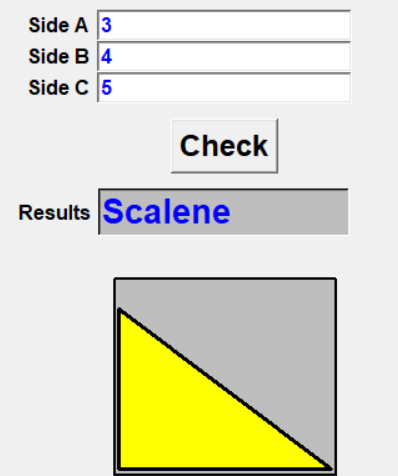 Side A 3
Side B 4
Side C 5
Check
Results Scalene